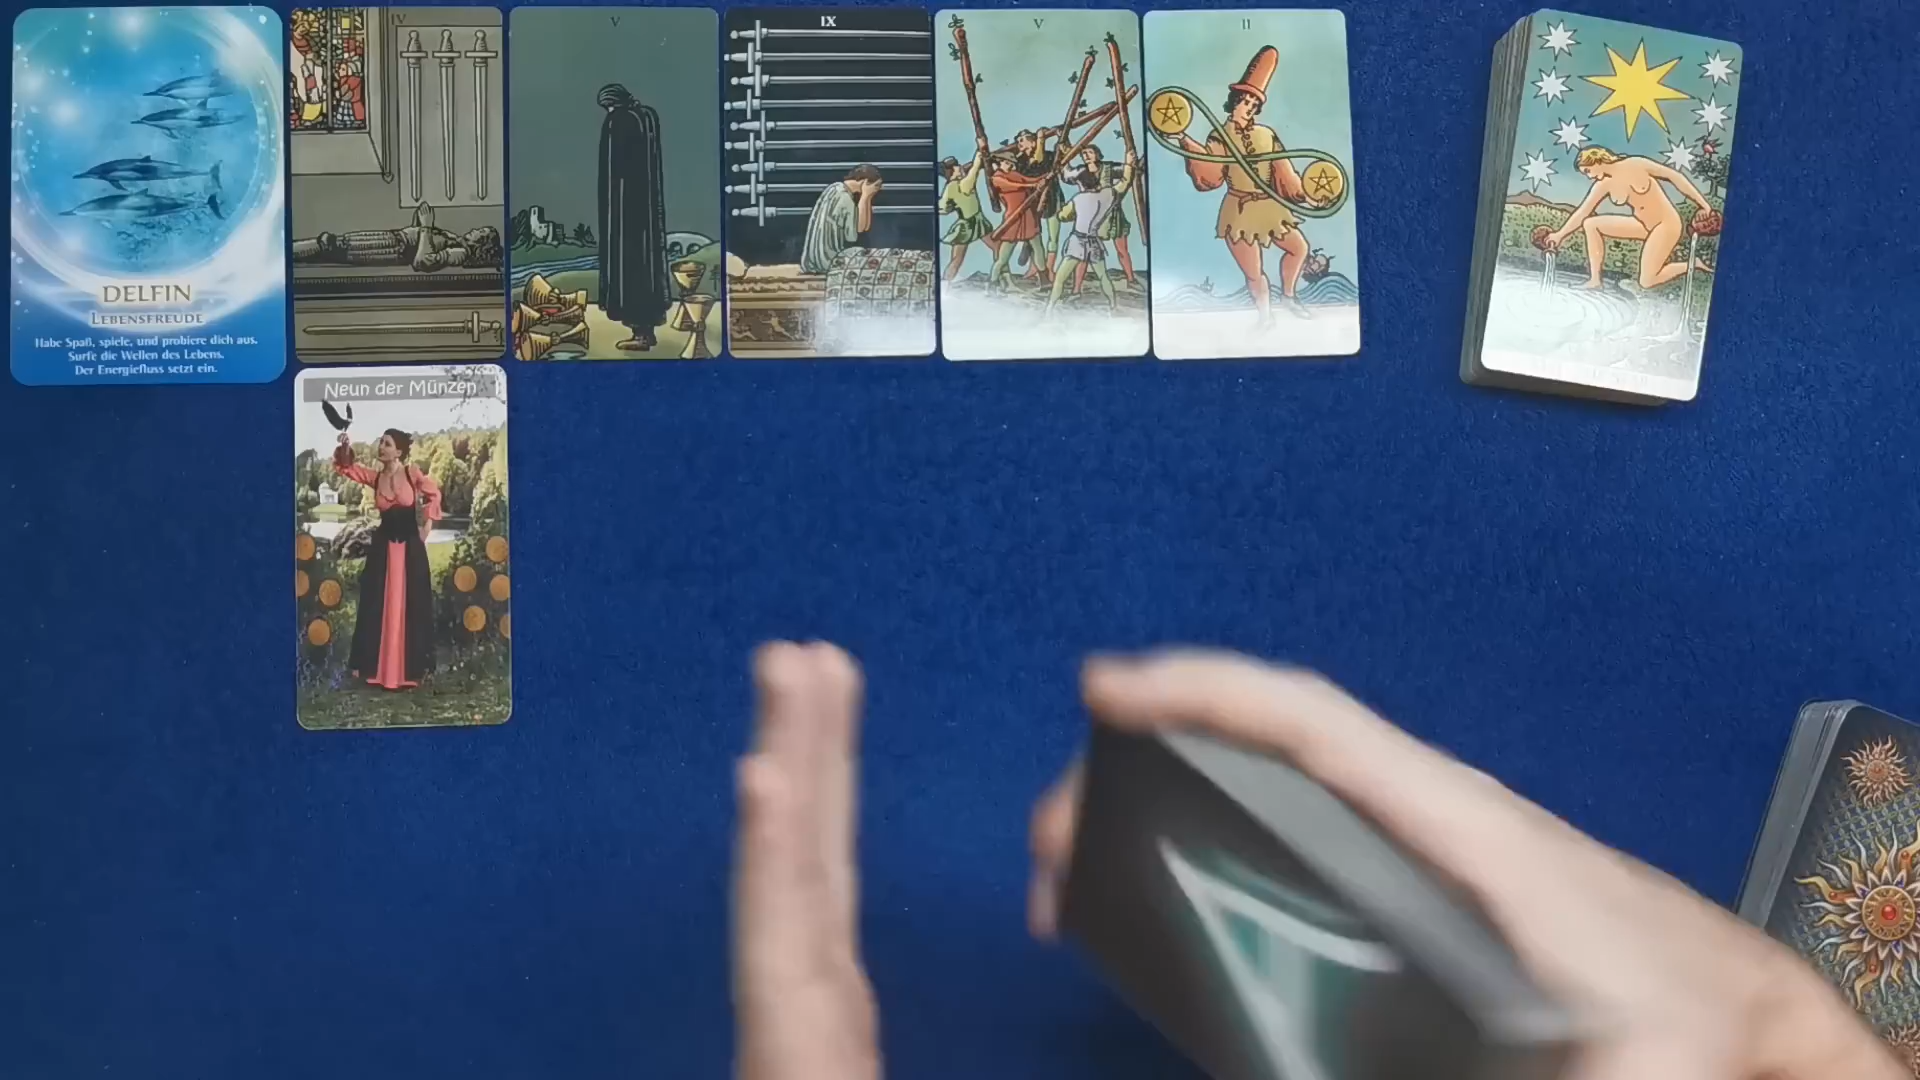 DELFIN
LEBENSFREUDE
Habe Spaß, spiele, und probiere dich aus.
Surfe die Wellen des Lebens.
Der Energiefluss setzt ein.
IV
V
IX
V
II
Neun der Münzen